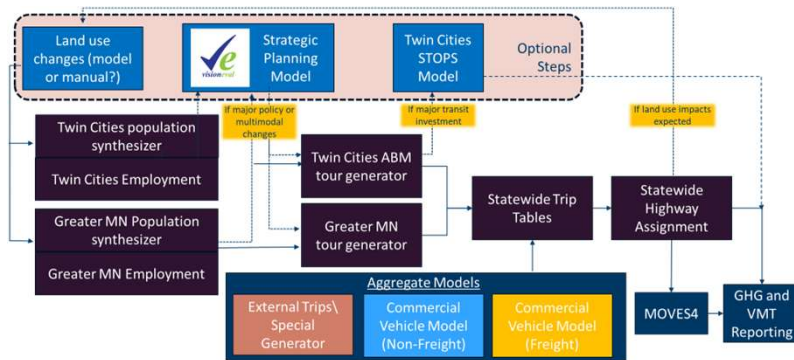 Land use
changes (model
or manual?)
Ve
visioneval
Strategic
Planning
Model
Twin Cities
STOPS
Model
Optional
Steps
If major policy or
multimodal
changes
If major transit
investment
If land use impacts
expected
Twin Cities population
synthesizer
Twin Cities Employment
Greater MN Population
synthesizer
Greater MN Employment
Twin Cities ABM
tour generator
Greater MN
tour generator
Statewide Trip
Tables
Statewide
Highway
Assignment
Aggregate Models
External Trips\
Special
Generator
Commercial
Vehicle Model
(Non-Freight)
Commercial
Vehicle Model
(Freight)
MOVES4
GHG and
VMT
Reporting